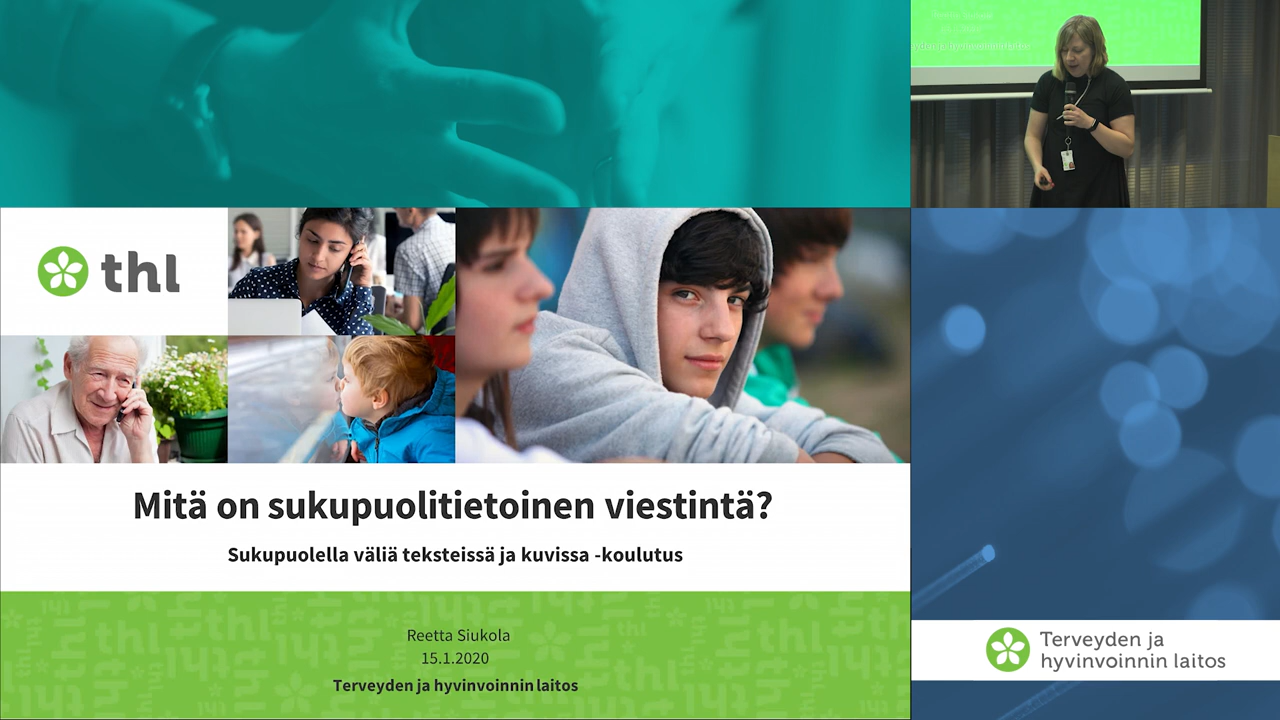 thl
Mitä on sukupuolitietoinen viestintä?
Sukupuolella väliä teksteissä ja kuvissa -koulutus
Reetta Siukola
15.1.2020
Terveyden ja hyvinvoinnin laitos
Terveyden ja
hyvinvoinnin laitos